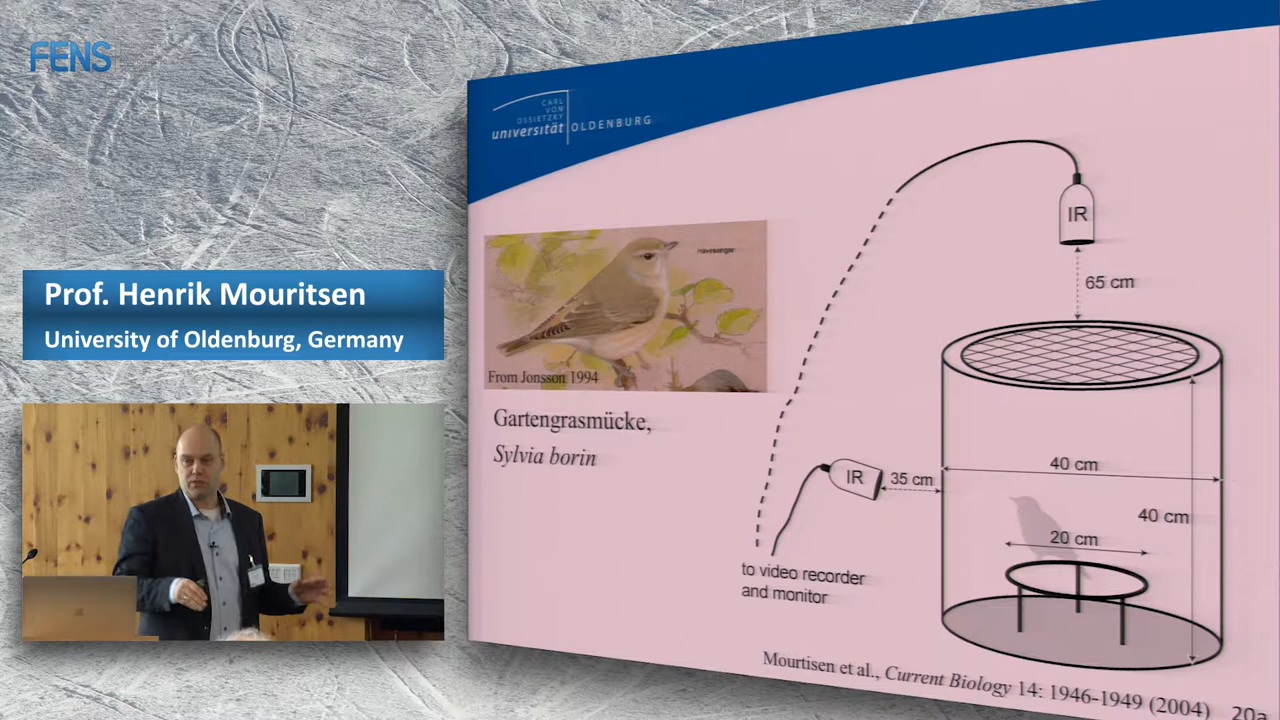 FENS
CARL
VON
OSSIETZKY
universität OLDENBURG
Prof. Henrik Mouritsen
University of Oldenburg, Germany
From Jonsson 1994
Gartengrasmücke,
Sylvia borin
IR
65 cm
IR
35 cm
40 cm
40 cm
20 cm
to video recorder
and monitor
Mourtisen et al., Current Biology 14: 1946-1949 (2004)
20a